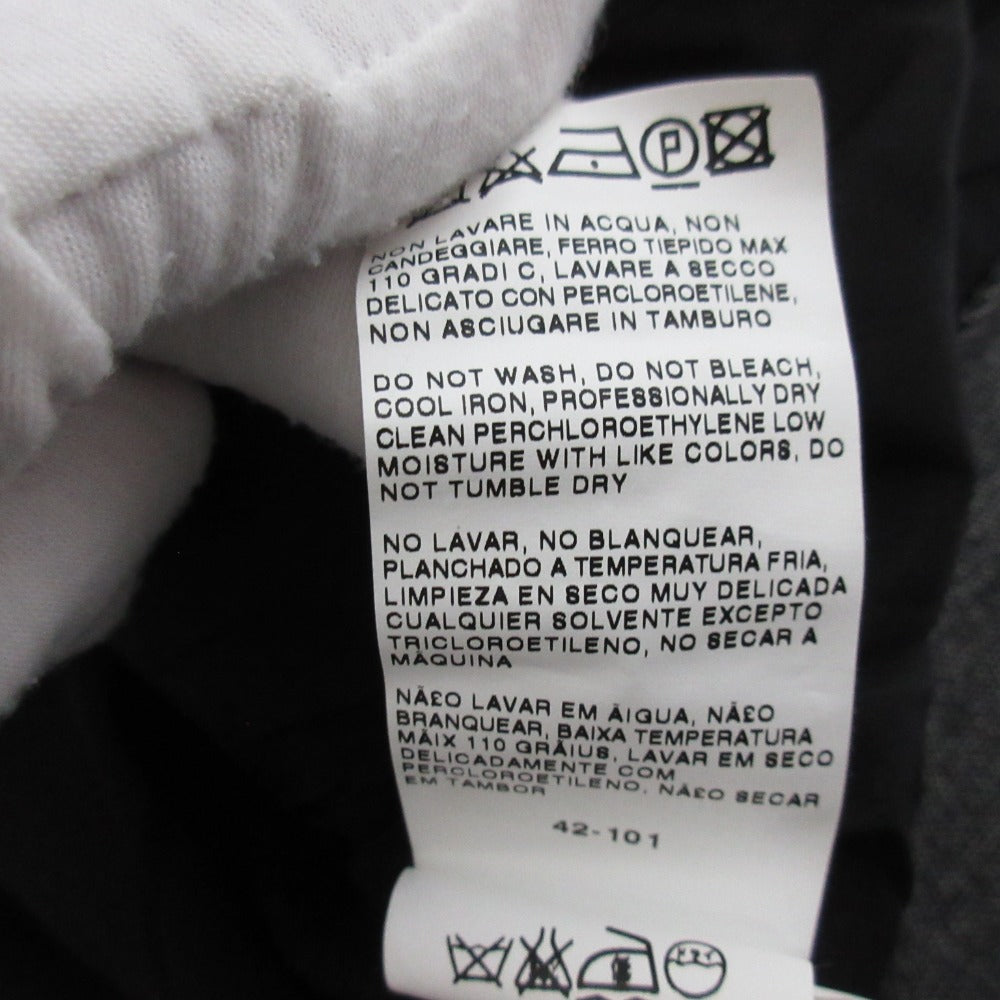 P
NON LAVARE IN ACQUA, NON
CANDEGGIARE, FERRO TIEPIDO MAX
110 GRADI C, LAVARE A SECCO
DELICATO CON PERCLOROETILENE,
NON ASCIUGARE IN TAMBURO
DO NOT WASH, DO NOT BLEACH,
COOL IRON, PROFESSIONALLY DRY
CLEAN PERCHLOROETHYLENE LOW
MOISTURE WITH LIKE COLORS, DO
NOT TUMBLE DRY
NO LAVAR, NO BLANQUEAR,
PLANCHADO A TEMPERATURA FRIA,
LIMPIEZA EN SECO MUY DELICADA
CUALQUIER SOLVENTE EXCEPTO
TRICLOROETILENO, NO SECAR A
MÁQUINA
NÃ£O LAVAR EM ÃIGUA, NÃ£O
BRANQUEAR, BAIXA TEMPERATURA
MÃIX 110 GRÃIUS, LAVAR EM SECO
DELICADAMENTE COM
PERCLOROETILENO, NÃ£O SECAR
EM TAMBOR
42-101